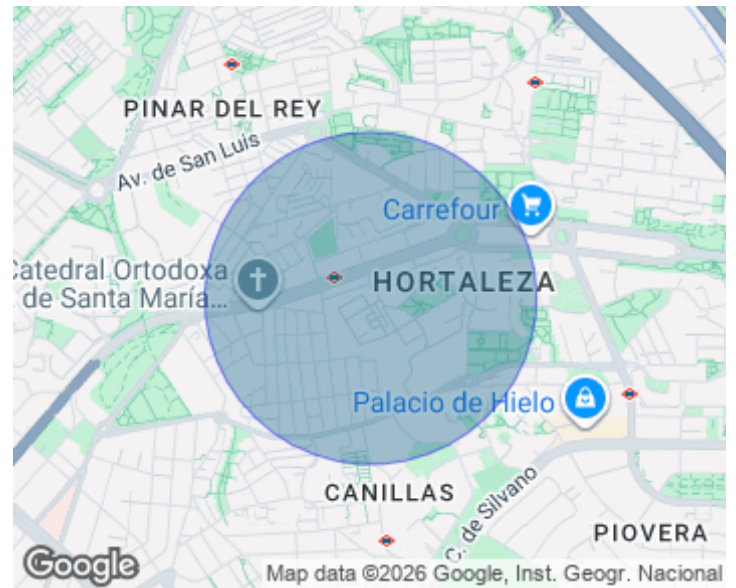 PINAR DEL REY
Av. de San Luis
Carrefour
Catedral Ortodoxa
de Santa María...
HORTALEZA
Palacio de Hielo
CANILLAS
C. de Silvano
PIOVERA
Google
Map data ©2026 Google, Inst. Geogr. Nacional